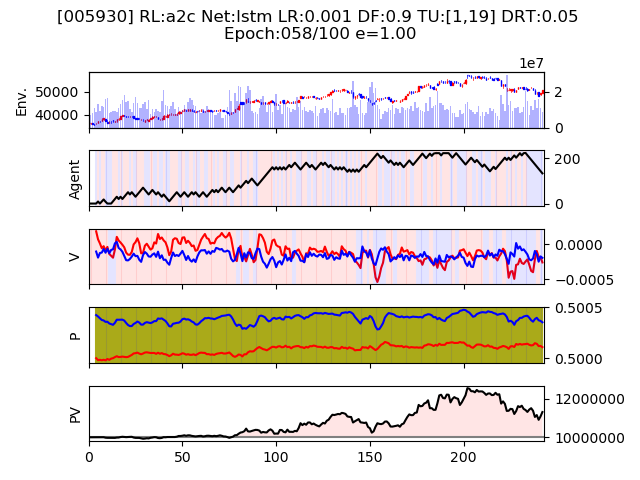 [005930] RL:a2c Net:lstm LR:0.001 DF:0.9 TU:[1,19] DRT:0.05
Epoch:058/100 e=1.00
1e7
Env.
50000
40000
2
0
Agent
200
0
V
0.0000
−0.0005
P
0.5005
0.5000
PV
12000000
10000000
0 50 100 150 200